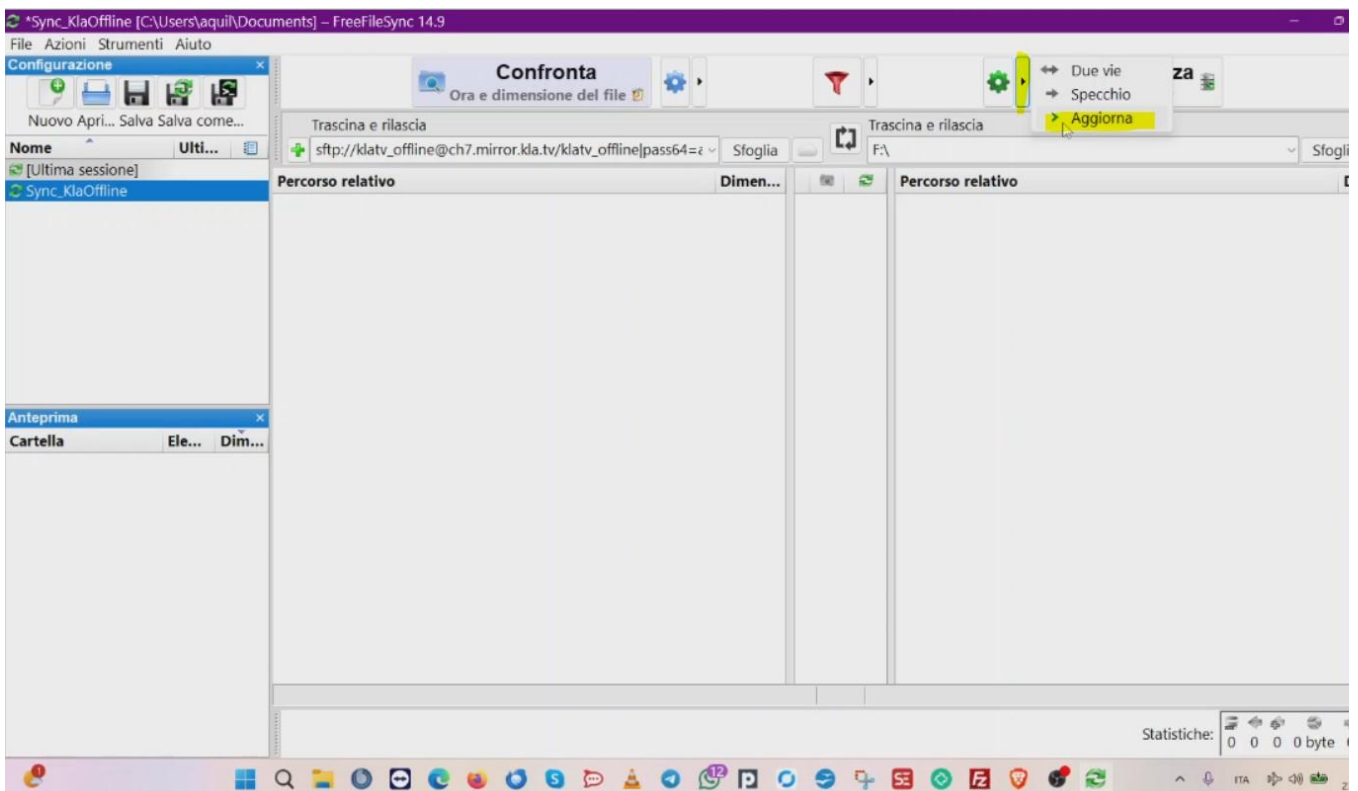 *Sync_KlaOffline [C:\Users\aquil\Documents] – FreeFileSync 14.9
File Azioni Strumenti Aiuto
Configurazione
Nuovo Apri... Salva Salva come...
Nome Ulti...
[Ultima sessione]
Sync_KlaOffline
Confronta
Ora e dimensione del file
Due vie
Specchio
Aggiorna
za
Trascina e rilascia
sftp://klatv_offline@ch7.mirror.kla.tv/klatv_offline|pass64=
Sfoglia
Trascina e rilascia
F:\
Sfogli
Percorso relativo Dimen...
Percorso relativo
Anteprima
Cartella Ele... Dim...
Statistiche:
0 0 0 0 byte
12
ITA